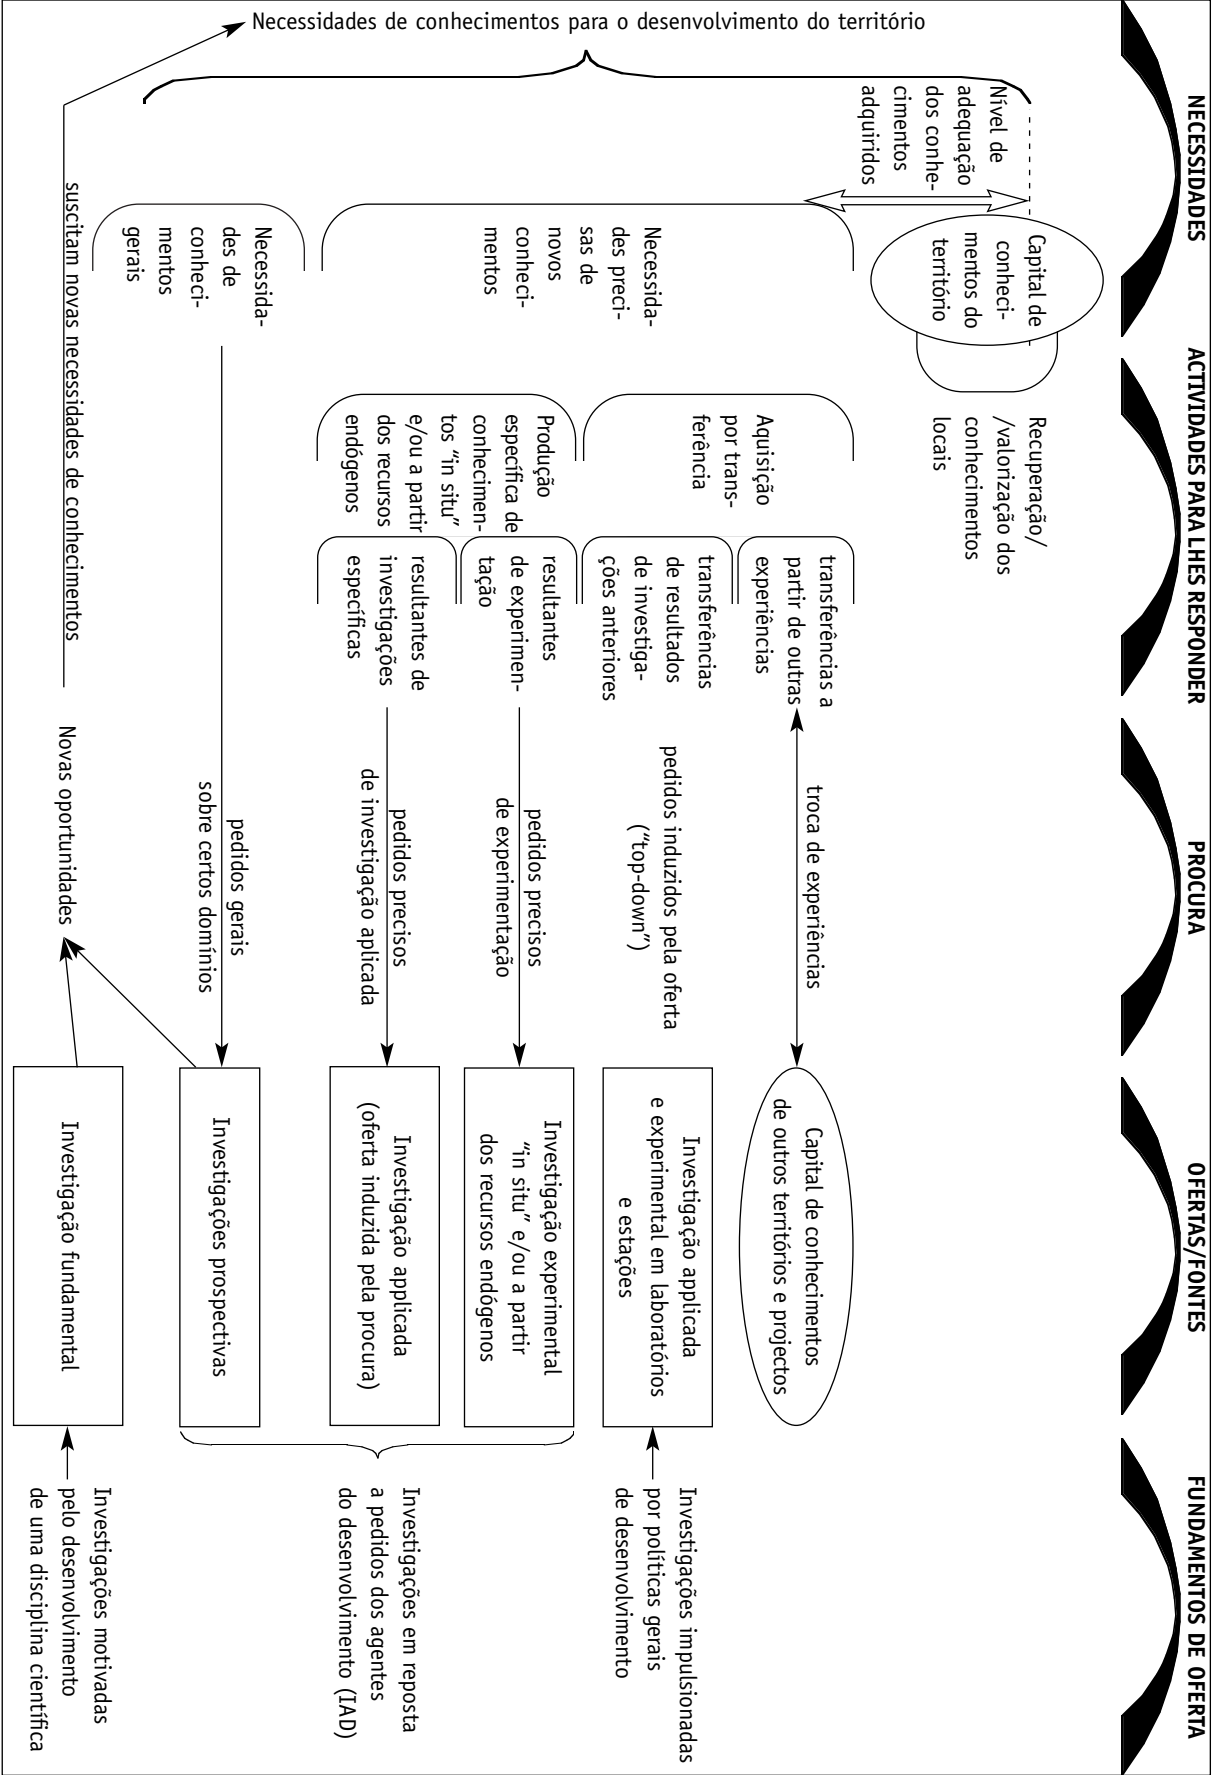 NECESSIDADES
ACTIVIDADES PARA LHES RESPONDER
PROCURA
OFERTAS/FONTES
FUNDAMENTOS DE OFERTA
Necessidades de conhecimentos para o desenvolvimento do território
Nível de
adequação
dos conhe-
cimentos
adquiridos
Capital de
conheci-
mentos do
território
Recuperação/
/valorização dos
conhecimentos
locais
Necessida-
des preci-
sas de
novos
conheci-
mentos
Aquisição
por trans-
ferência
transferências a
partir de outras
experiências
troca de experiências
Capital de conhecimentos
de outros territórios e projectos
transferências
de resultados
de investiga-
ções anteriores
pedidos induzidos pela oferta
(“top-down”)
Investigação applicada
e experimental em laboratórios
e estações
Investigações impulsionadas
por políticas gerais
de desenvolvimento
Produção
específica de
conhecimen-
tos “in situ”
e/ou a partir
dos recursos
endógenos
resultantes
de experimen-
tação
pedidos precisos
de experimentação
Investigação experimental
“in situ” e/ou a partir
dos recursos endógenos
resultantes de
investigações
específicas
pedidos precisos
de investigação aplicada
Investigação applicada
(oferta induzida pela procura)
Investigações em reposta
a pedidos dos agentes
do desenvolvimento (IAD)
Necessida-
des de
conheci-
mentos
gerais
pedidos gerais
sobre certos domínios
Investigações prospectivas
suscitam novas necessidades de conhecimentos
Novas oportunidades
Investigação fundamental
Investigações motivadas
pelo desenvolvimento
de uma disciplina científica